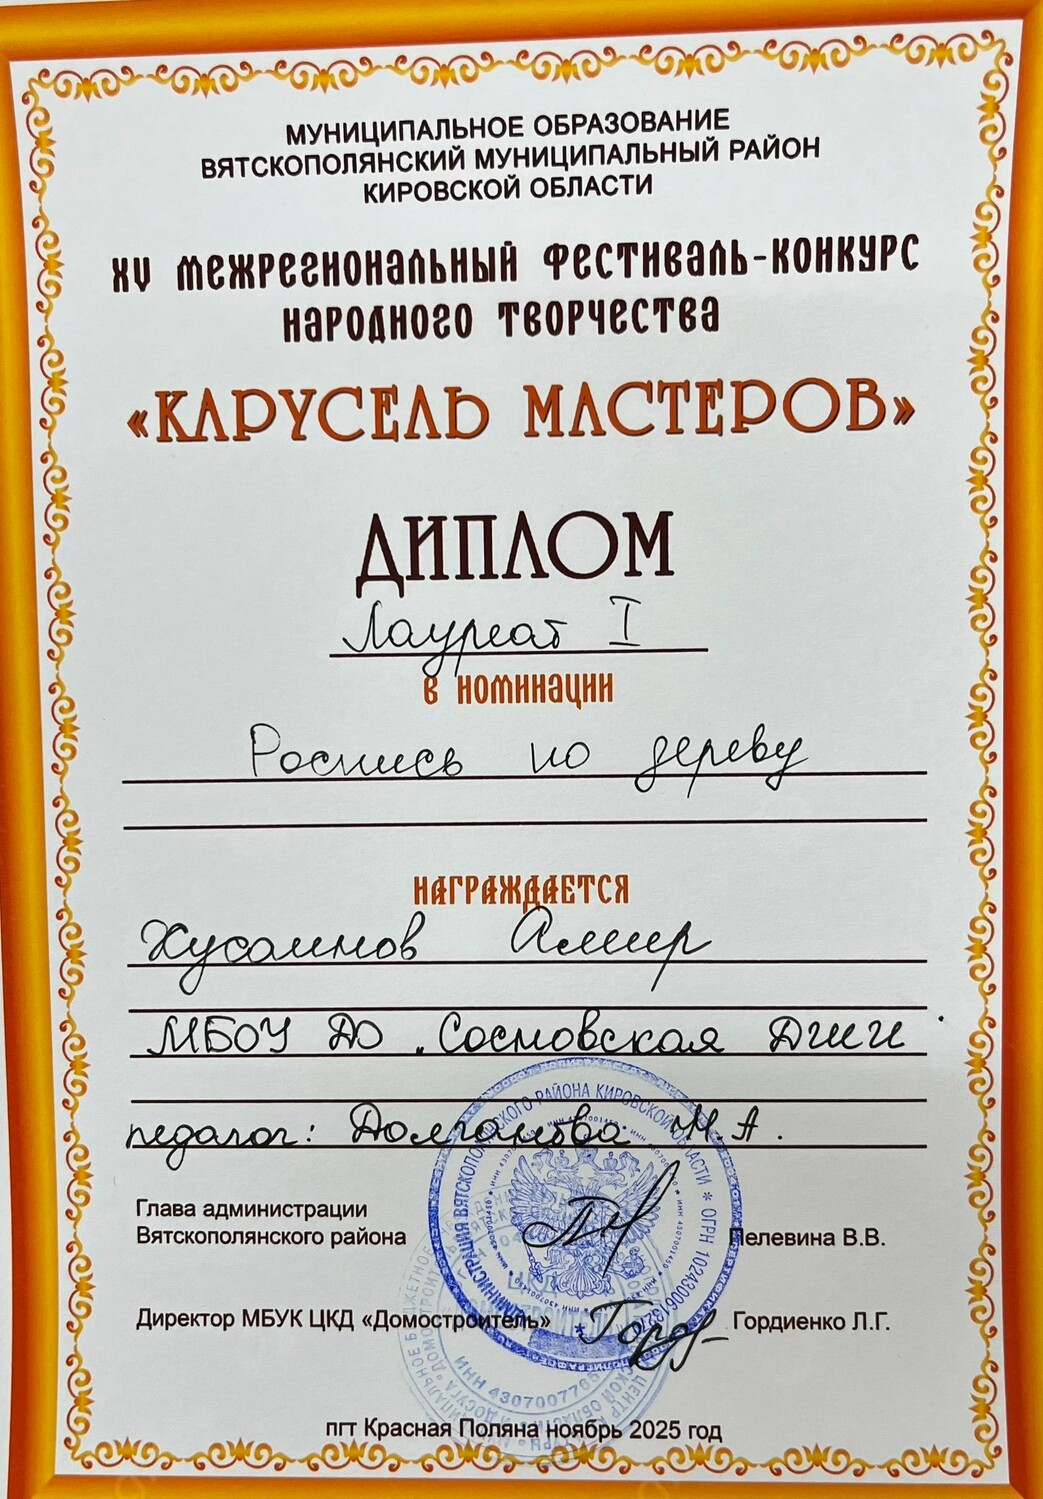 МУНИЦИПАЛЬНОЕ ОБРАЗОВАНИЕ
ВЯТСКОПОЛЯНСКИЙ МУНИЦИПАЛЬНЫЙ РАЙОН
КИРОВСКОЙ ОБЛАСТИ
XV МЕЖРЕГИОНАЛЬНЫЙ ФЕСТИВАЛЬ-КОНКУРС
НАРОДНОГО ТВОРЧЕСТВА
«КАРУСЕЛЬ МАСТЕРОВ»
ДИПЛОМ
Лауреат I
В НОМИНАЦИИ
Роспись по дереву
НАГРАЖДАЕТСЯ
Хусаинов Амир
МБОУ ДО "Сосновская ДШИ"
педагог: Долганова Н.А.
Глава администрации
Вятскополянского района
Пелевина В.В.
Директор МБУК ЦКД «Домостроитель»
Гордиенко Л.Г.
ИНН 430700776
пгт Красная Поляна ноябрь 2025 год